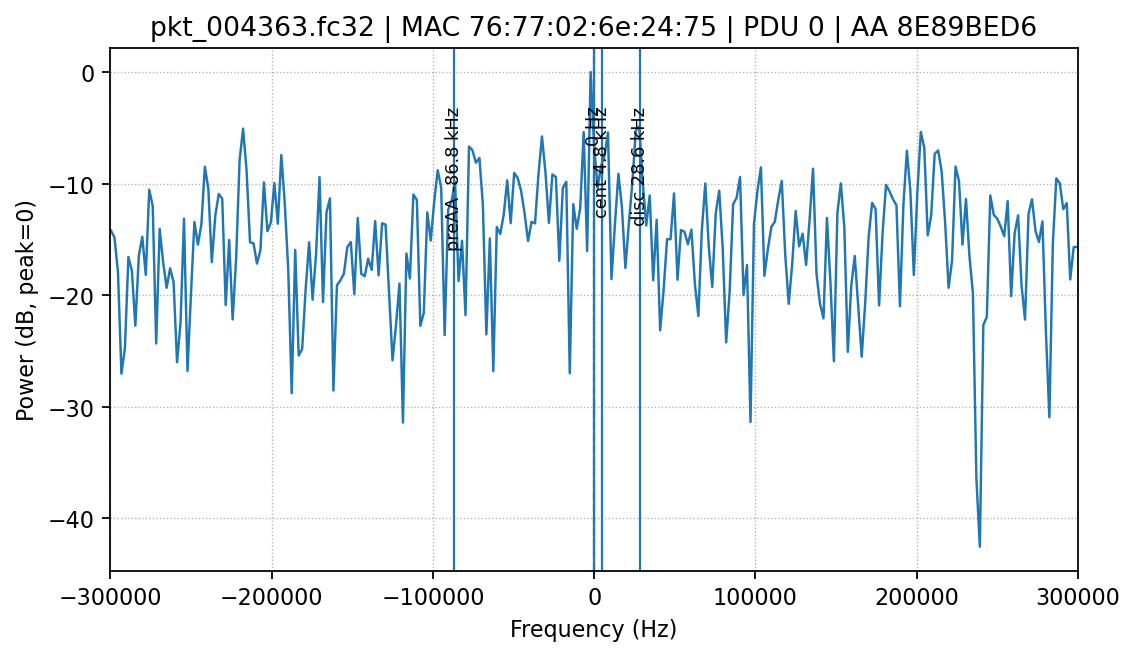 pkt_004363.fc32 | MAC 76:77:02:6e:24:75 | PDU 0 | AA 8E89BED6
Power (dB, peak=0)
0
−10
−20
−30
−40
preAA -86.8 kHz
0 Hz
cent 4.8 kHz
disc 28.6 kHz
−300000
−200000
−100000
0
100000
200000
300000
Frequency (Hz)